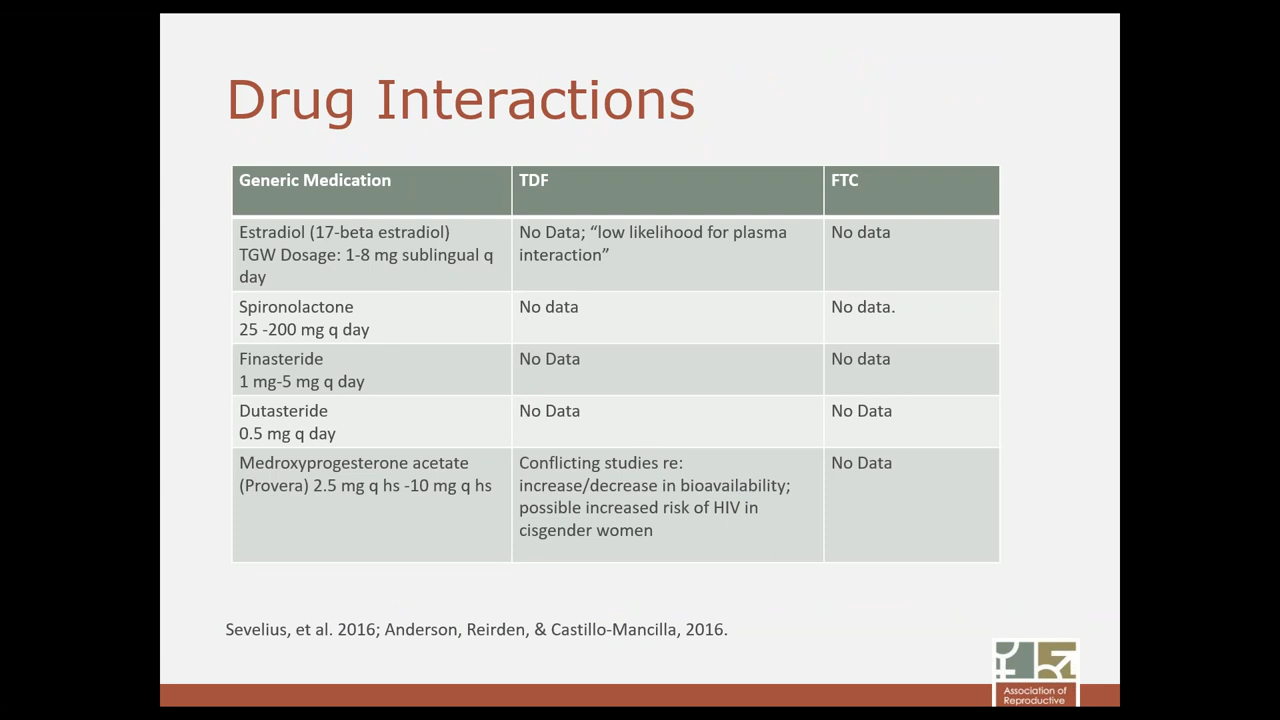 Drug Interactions
Generic Medication
TDF
FTC
Estradiol (17-beta estradiol)
TGW Dosage: 1-8 mg sublingual q
day
No Data; “low likelihood for plasma
interaction”
No data
Spironolactone
25 -200 mg q day
No data
No data.
Finasteride
1 mg-5 mg q day
No Data
No data
Dutasteride
0.5 mg q day
No Data
No Data
Medroxyprogesterone acetate
(Provera) 2.5 mg q hs -10 mg q hs
Conflicting studies re:
increase/decrease in bioavailability;
possible increased risk of HIV in
cisgender women
No Data
Sevelius, et al. 2016; Anderson, Reirden, & Castillo-Mancilla, 2016.
Association of
Reproductive